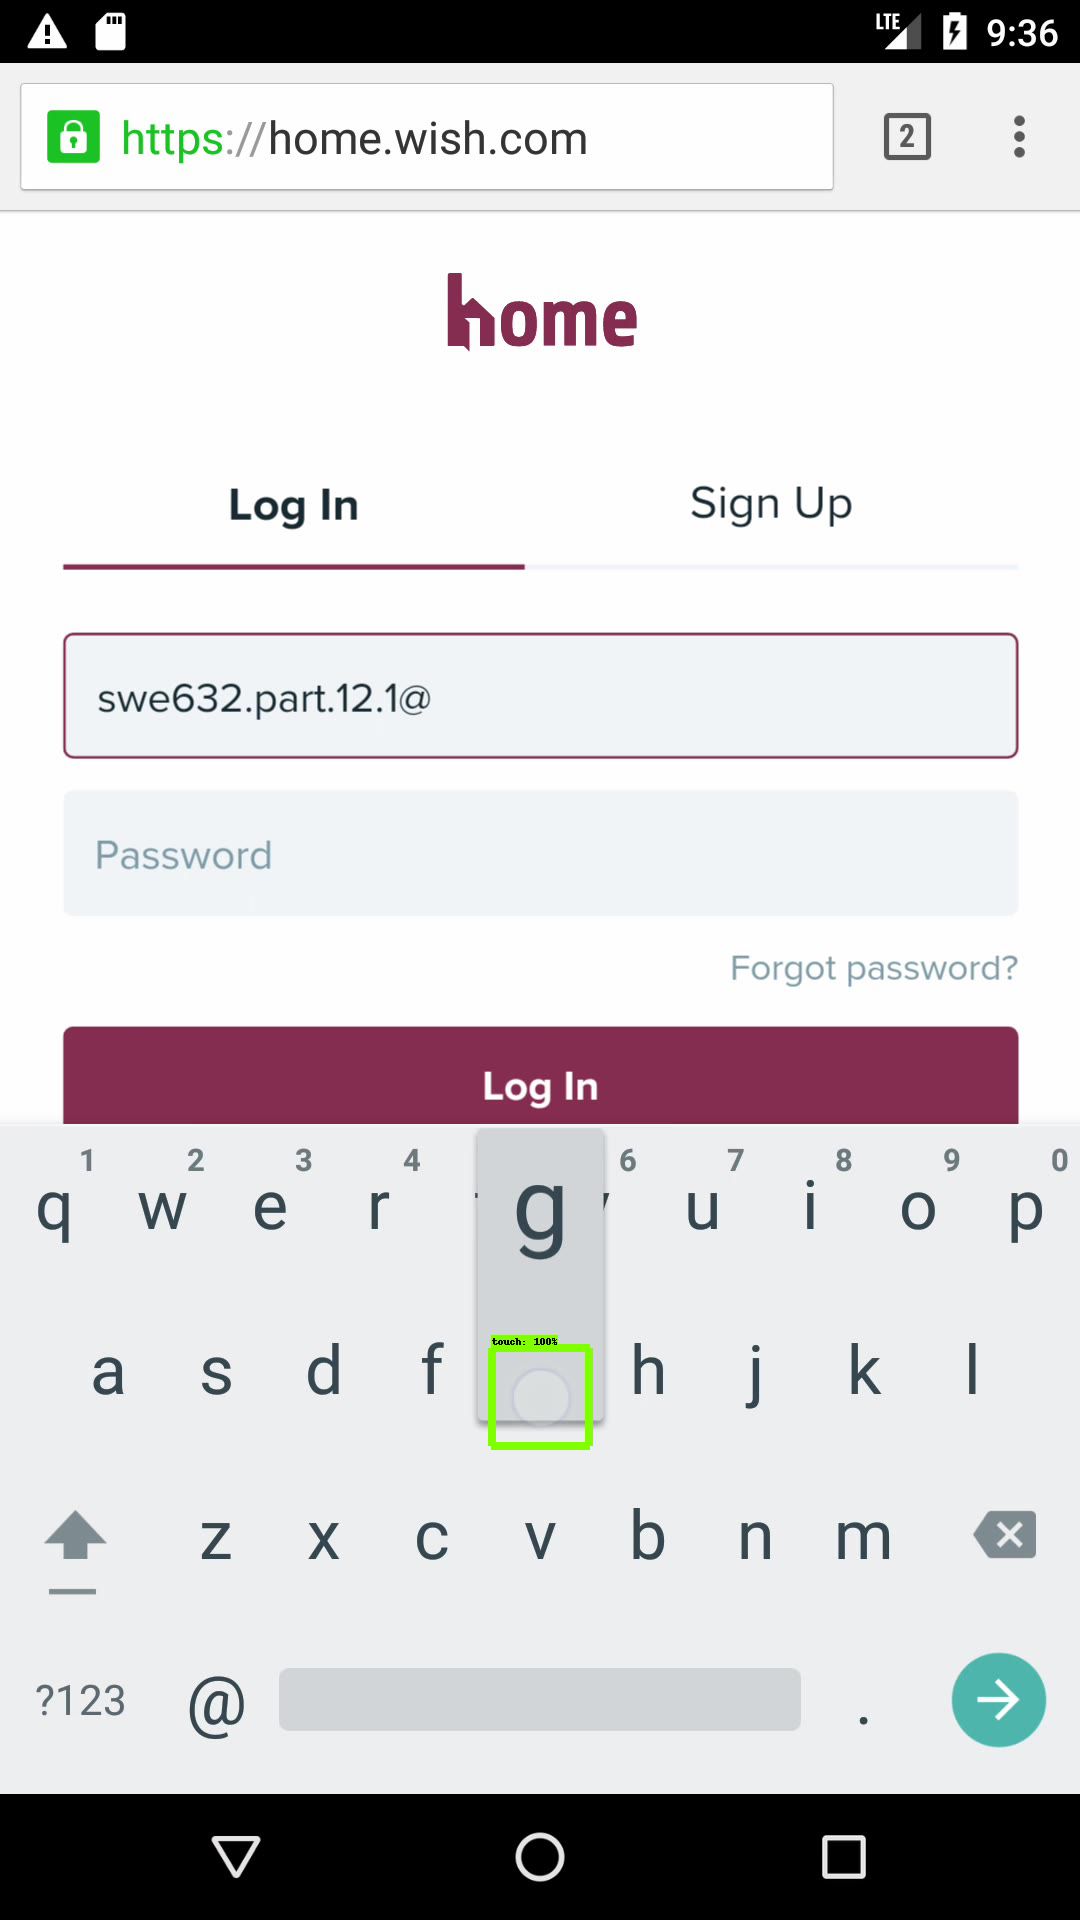 LTE 9:36
https://home.wish.com 2
home
Log In Sign Up
swe632.part.12.1@
Password
Forgot password?
Log In
1 2 3 4 6 7 8 9 0
q w e r g u i o p
touch: 100%
a s d f h j k l
z x c v b n m
?123 @ .